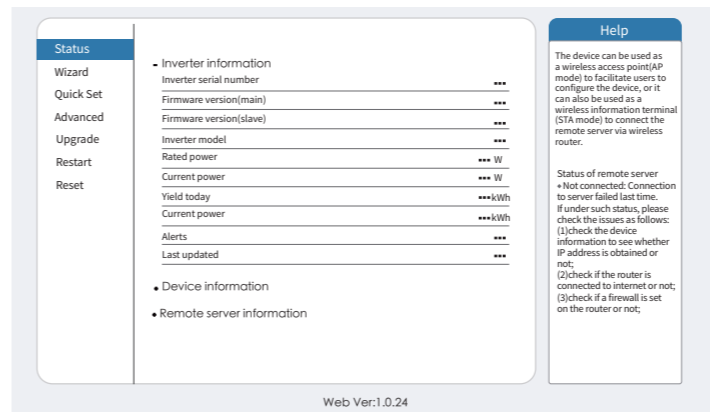 Status
Wizard
Quick Set
Advanced
Upgrade
Restart
Reset
- Inverter information
Inverter serial number ---
Firmware version(main) ---
Firmware version(slave) ---
Inverter model ---
Rated power --- W
Current power --- W
Yield today ---kWh
Current power ---kWh
Alerts ---
Last updated ---
• Device information
• Remote server information
Help
The device can be used as
a wireless access point(AP
mode) to facilitate users to
configure the device, or it
can also be used as a
wireless information terminal
(STA mode) to connect the
remote server via wireless
router.
Status of remote server
+Not connected: Connection
to server failed last time.
If under such status, please
check the issues as follows:
(1)check the device
information to see whether
IP address is obtained or
not;
(2)check if the router is
connected to internet or not;
(3)check if a firewall is set
on the router or not;
Web Ver:1.0.24